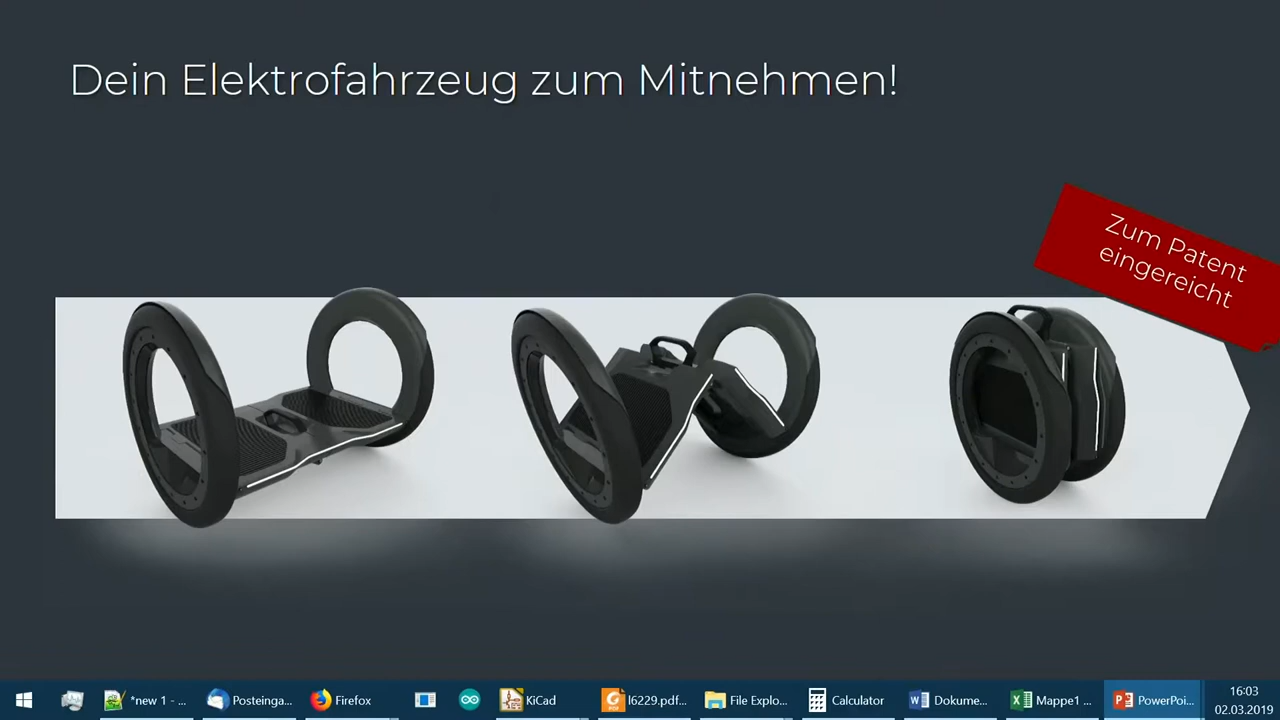 Dein Elektrofahrzeug zum Mitnehmen!
Zum Patent
eingereicht
*new 1 - ...
Posteinga...
Firefox
KiCad
l6229.pdf...
File Explo...
Calculator
Dokume...
Mappe1 ...
PowerPoi...
16:03
02.03.2019